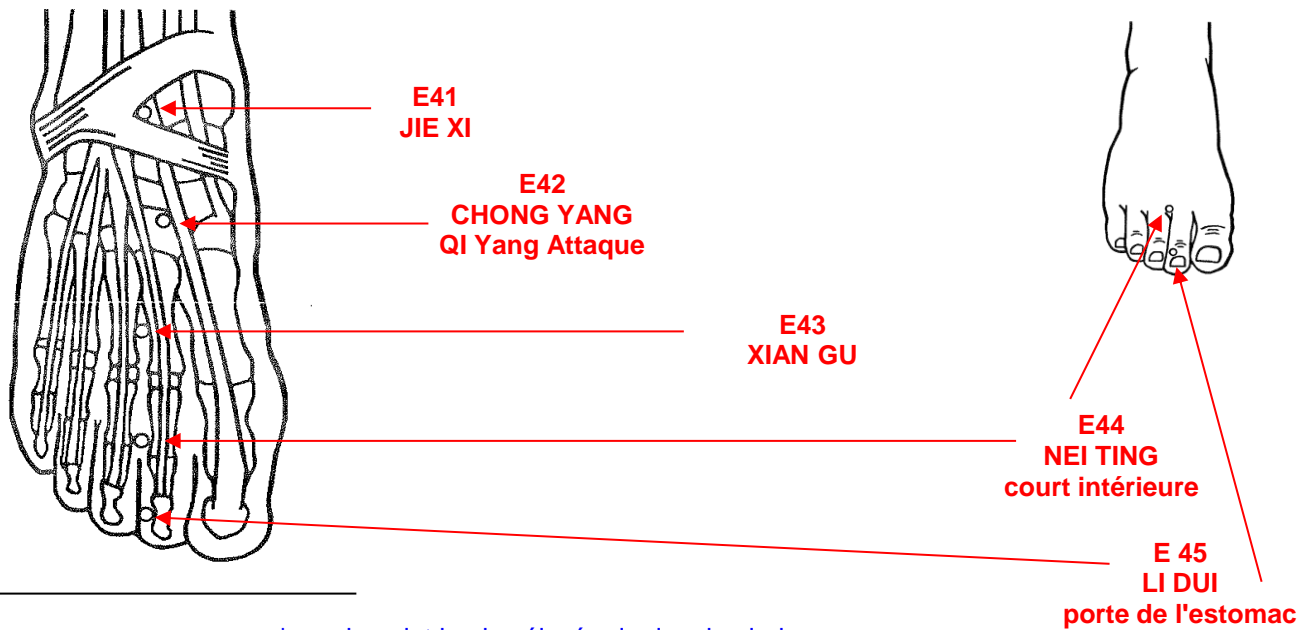 E41
JIE XI
E42
CHONG YANG
QI Yang Attaque
E43
XIAN GU
E44
NEI TING
court intérieure
E 45
LI DUI
porte de l'estomac